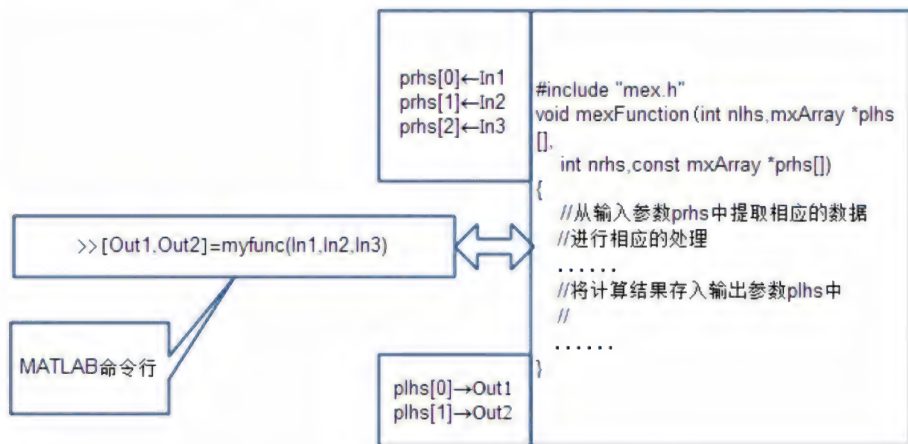 prhs[0]←In1
prhs[1]←In2
prhs[2]←In3
#include "mex.h"
void mexFunction(int nlhs,mxArray *plhs
[],
int nrhs,const mxArray *prhs[])
{
//从输入参数prhs中提取相应的数据
//进行相应的处理
......
//将计算结果存入输出参数plhs中
//
......
}
>>[Out1,Out2]=myfunc(In1,In2,In3)
MATLAB命令行
plhs[0]→Out1
plhs[1]→Out2